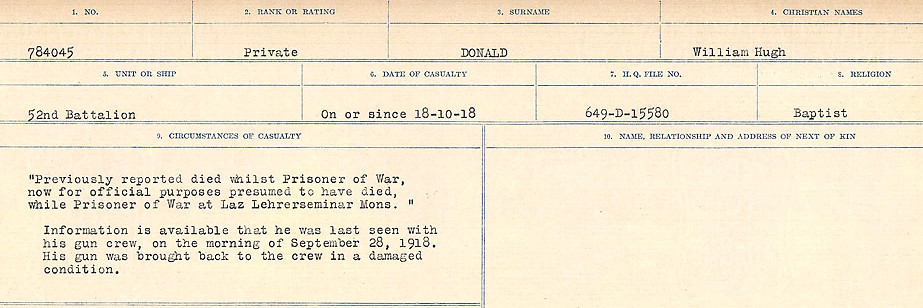 1. NO. 2. RANK OR RATING 3. SURNAME 4. CHRISTIAN NAMES
784045 Private DONALD William Hugh
5. UNIT OR SHIP 6. DATE OF CASUALTY 7. H.Q. FILE NO. 8. RELIGION
52nd Battalion On or since 18-10-18 649-D-15580 Baptist
9. CIRCUMSTANCES OF CASUALTY 10. NAME, RELATIONSHIP AND ADDRESS OF NEXT OF KIN
"Previously reported died whilst Prisoner of War,
now for official purposes presumed to have died,
while Prisoner of War at Laz Lehrerseminar Mons. "
Information is available that he was last seen with
his gun crew, on the morning of September 28, 1918.
His gun was brought back to the crew in a damaged
condition.